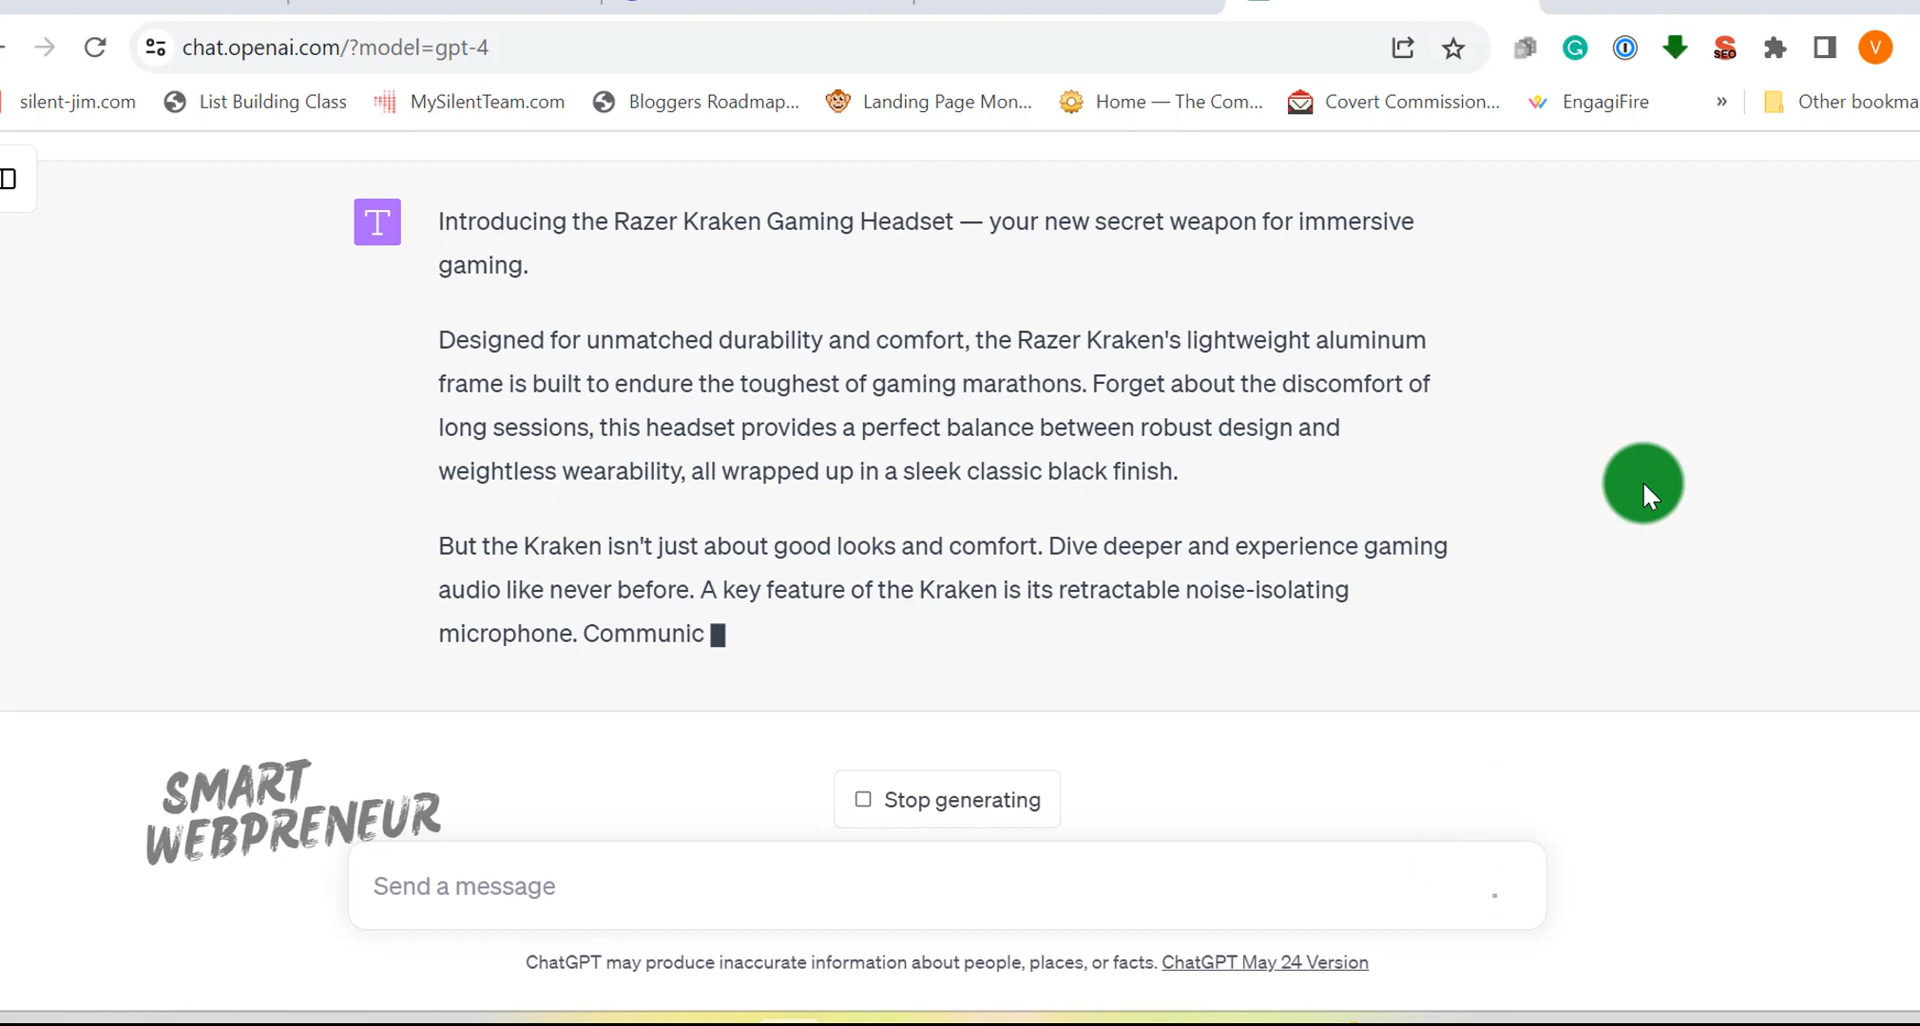 chat.openai.com/?model=gpt-4
SEO
V
silent-jim.com
List Building Class
MySilentTeam.com
Bloggers Roadmap...
Landing Page Mon...
Home — The Com...
Covert Commission...
EngagiFire
»
Other bookma
T
Introducing the Razer Kraken Gaming Headset — your new secret weapon for immersive
gaming.
Designed for unmatched durability and comfort, the Razer Kraken's lightweight aluminum
frame is built to endure the toughest of gaming marathons. Forget about the discomfort of
long sessions, this headset provides a perfect balance between robust design and
weightless wearability, all wrapped up in a sleek classic black finish.
But the Kraken isn't just about good looks and comfort. Dive deeper and experience gaming
audio like never before. A key feature of the Kraken is its retractable noise-isolating
microphone. Communic
SMART
WEBPRENEUR
Stop generating
Send a message
ChatGPT may produce inaccurate information about people, places, or facts. ChatGPT May 24 Version